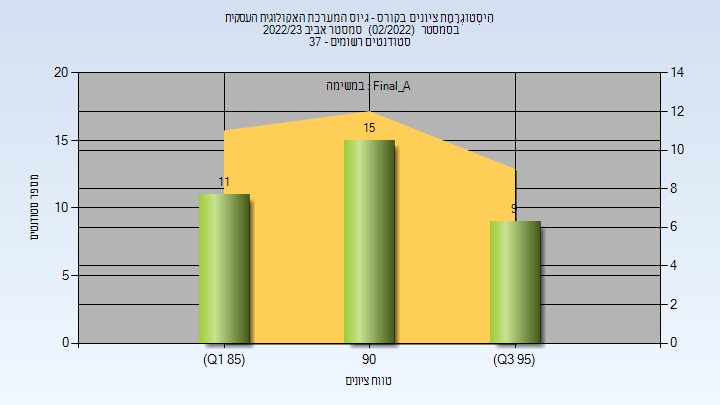 היסטוגרמת ציונים בקורס - גיוס המערכת האקולוגית העסקית
בסמסטר (02/2022) סמסטר אביב 2022/23
סטודנטים רשומים - 37
במשימה : Final_A
20
15
10
5
0
14
12
10
8
6
4
2
0
11
15
9
מספר סטודנטים
(Q1 85)
90
(Q3 95)
טווח ציונים